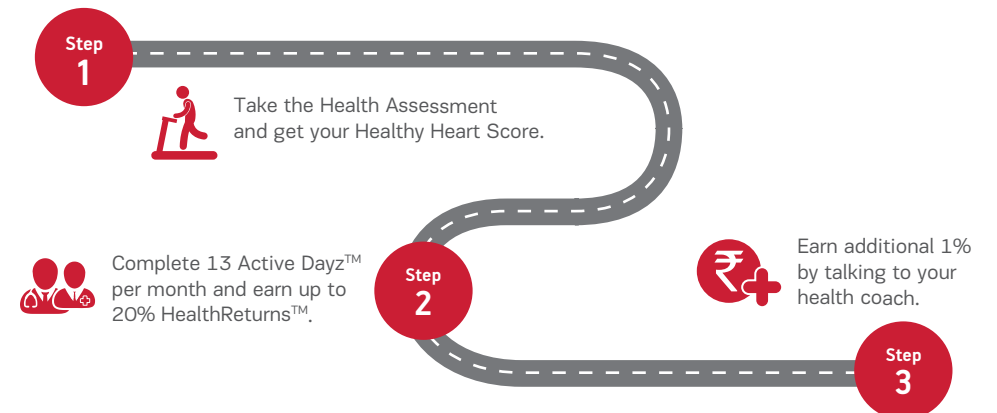 Step
1
Take the Health Assessment
and get your Healthy Heart Score.
Complete 13 Active Dayz™
per month and earn up to
20% HealthReturns™.
Step
2
Earn additional 1%
by talking to your
health coach.
Step
3